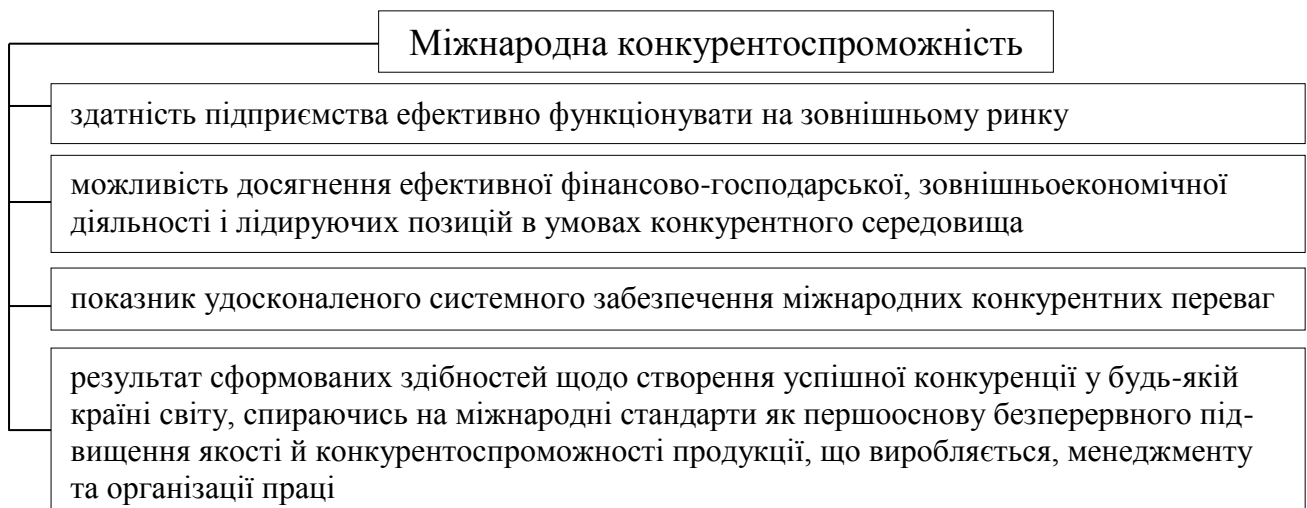 Міжнародна конкурентоспроможність
здатність підприємства ефективно функціонувати на зовнішньому ринку
можливість досягнення ефективної фінансово-господарської, зовнішньоекономічної
діяльності і лідируючих позицій в умовах конкурентного середовища
показник удосконаленого системного забезпечення міжнародних конкурентних переваг
результат сформованих здібностей щодо створення успішної конкуренції у будь-якій
країні світу, спираючись на міжнародні стандарти як першооснову безперервного під-
вищення якості й конкурентоспроможності продукції, що виробляється, менеджменту
та організації праці